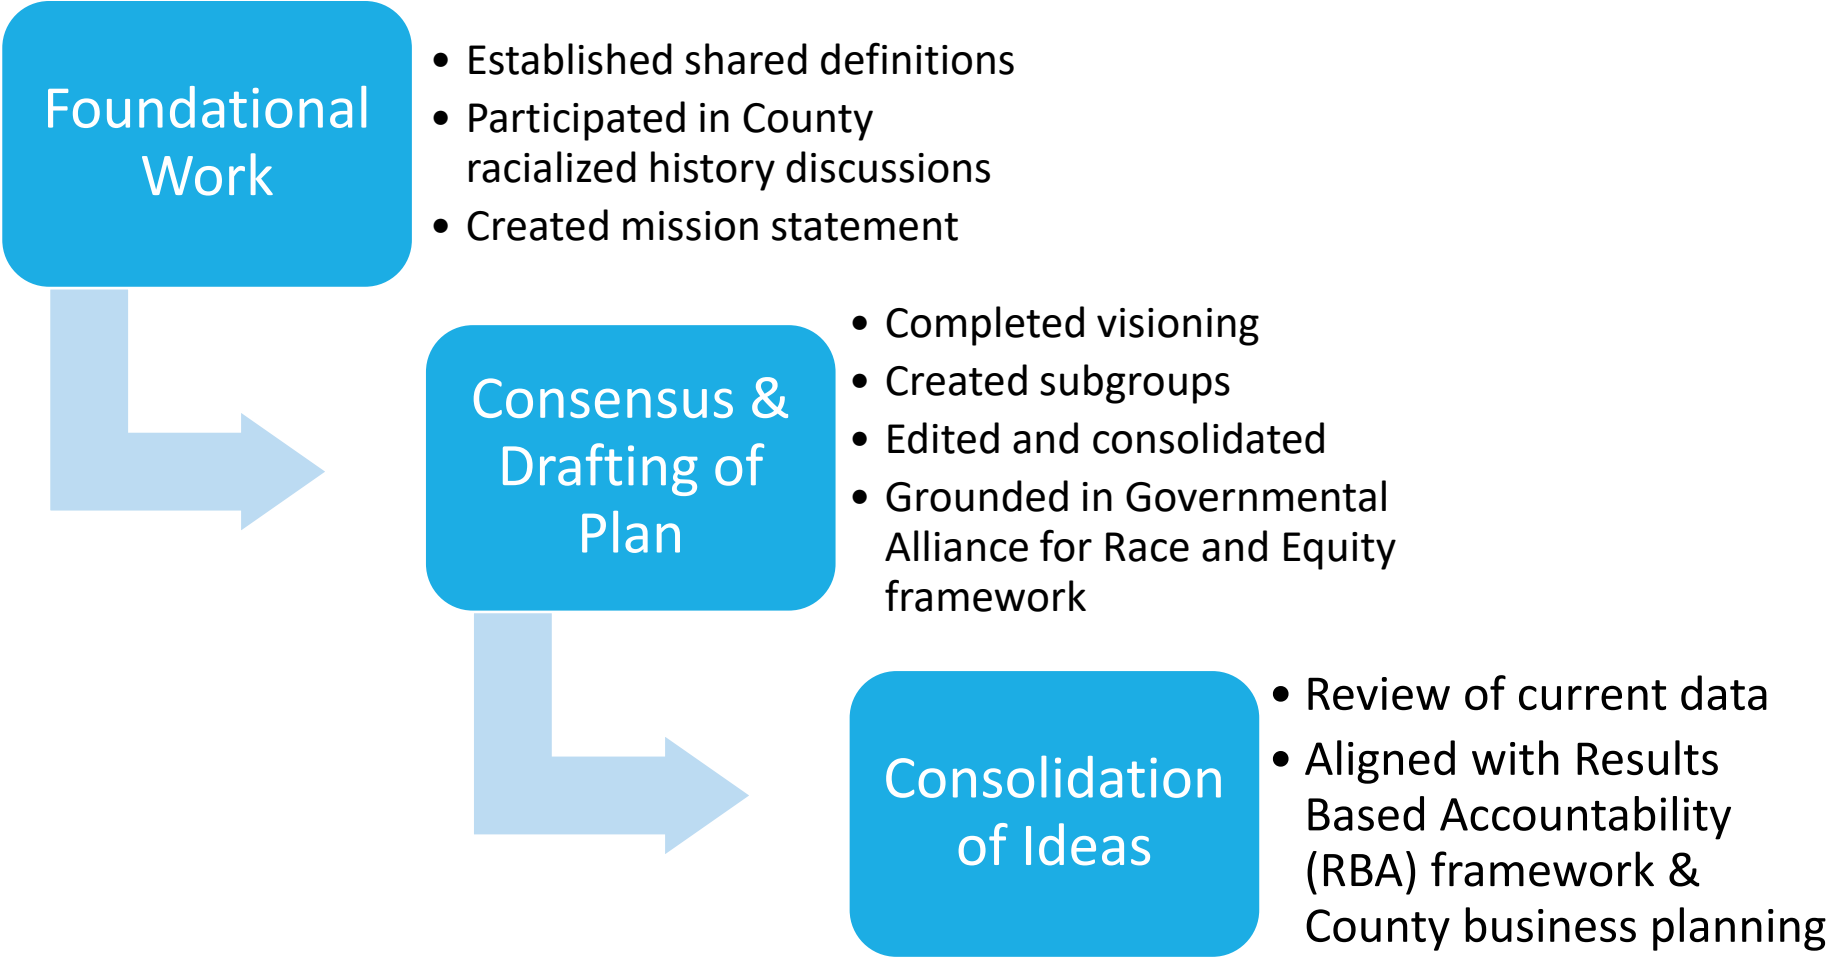 Foundational
Work
• Established shared definitions
• Participated in County
racialized history discussions
• Created mission statement
Consensus &
Drafting of
Plan
• Completed visioning
• Created subgroups
• Edited and consolidated
• Grounded in Governmental
Alliance for Race and Equity
framework
Consolidation
of Ideas
• Review of current data
• Aligned with Results
Based Accountability
(RBA) framework &
County business planning